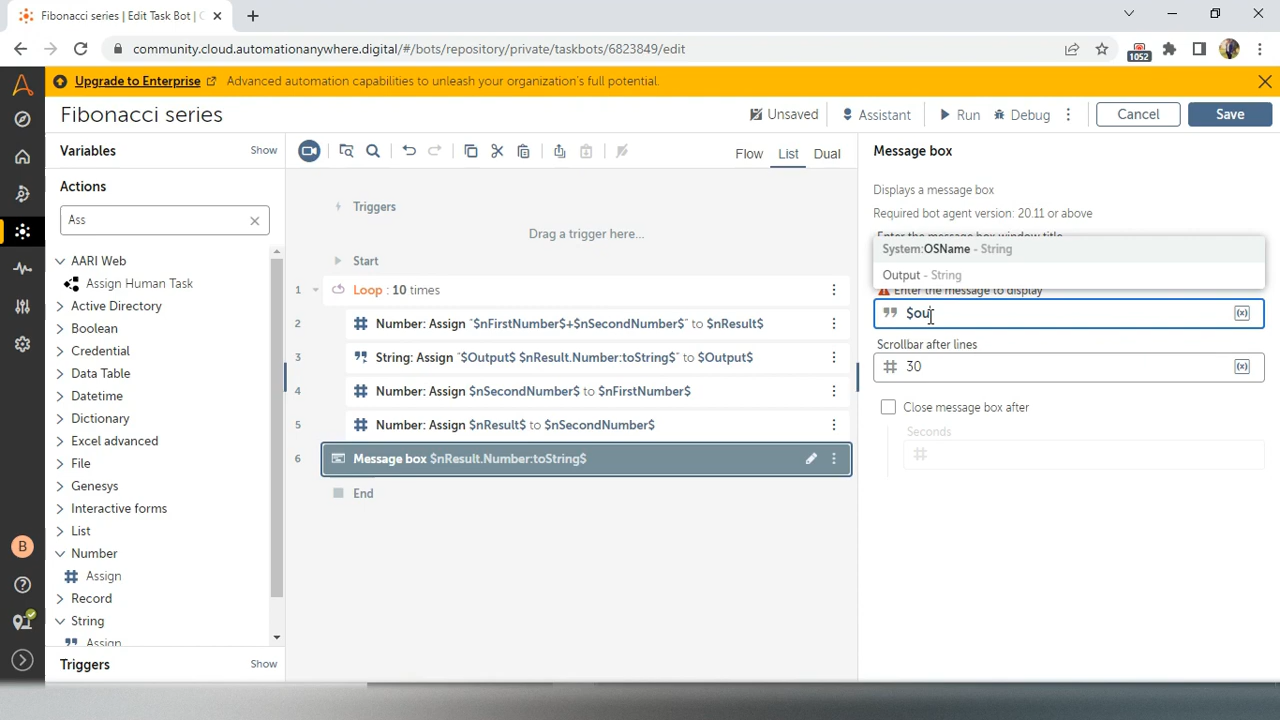 Fibonacci series | Edit Task Bot |
community.cloud.automationanywhere.digital/#/bots/repository/private/taskbots/6823849/edit
1052
Upgrade to Enterprise Advanced automation capabilities to unleash your organization's full potential.
Fibonacci series
Unsaved
Assistant
Run
Debug
Cancel
Save
Variables
Show
Actions
Ass
AARI Web
Assign Human Task
Active Directory
Boolean
Credential
Data Table
Datetime
Dictionary
Excel advanced
File
Genesys
Interactive forms
List
Number
Assign
Record
String
Assign
Triggers
Show
B
Flow
List
Dual
Triggers
Drag a trigger here...
Start
1 Loop : 10 times
2 Number: Assign "$nFirstNumber$+$nSecondNumber$" to $nResult$
3 String: Assign "$Output$ $nResult.Number:toString$" to $Output$
4 Number: Assign $nSecondNumber$ to $nFirstNumber$
5 Number: Assign $nResult$ to $nSecondNumber$
6 Message box $nResult.Number:toString$
End
Message box
Displays a message box
Required bot agent version: 20.11 or above
Enter the message box window title
System:OSName - String
Output - String
Enter the message to display
$ou
(x)
Scrollbar after lines
30
(x)
Close message box after
Seconds